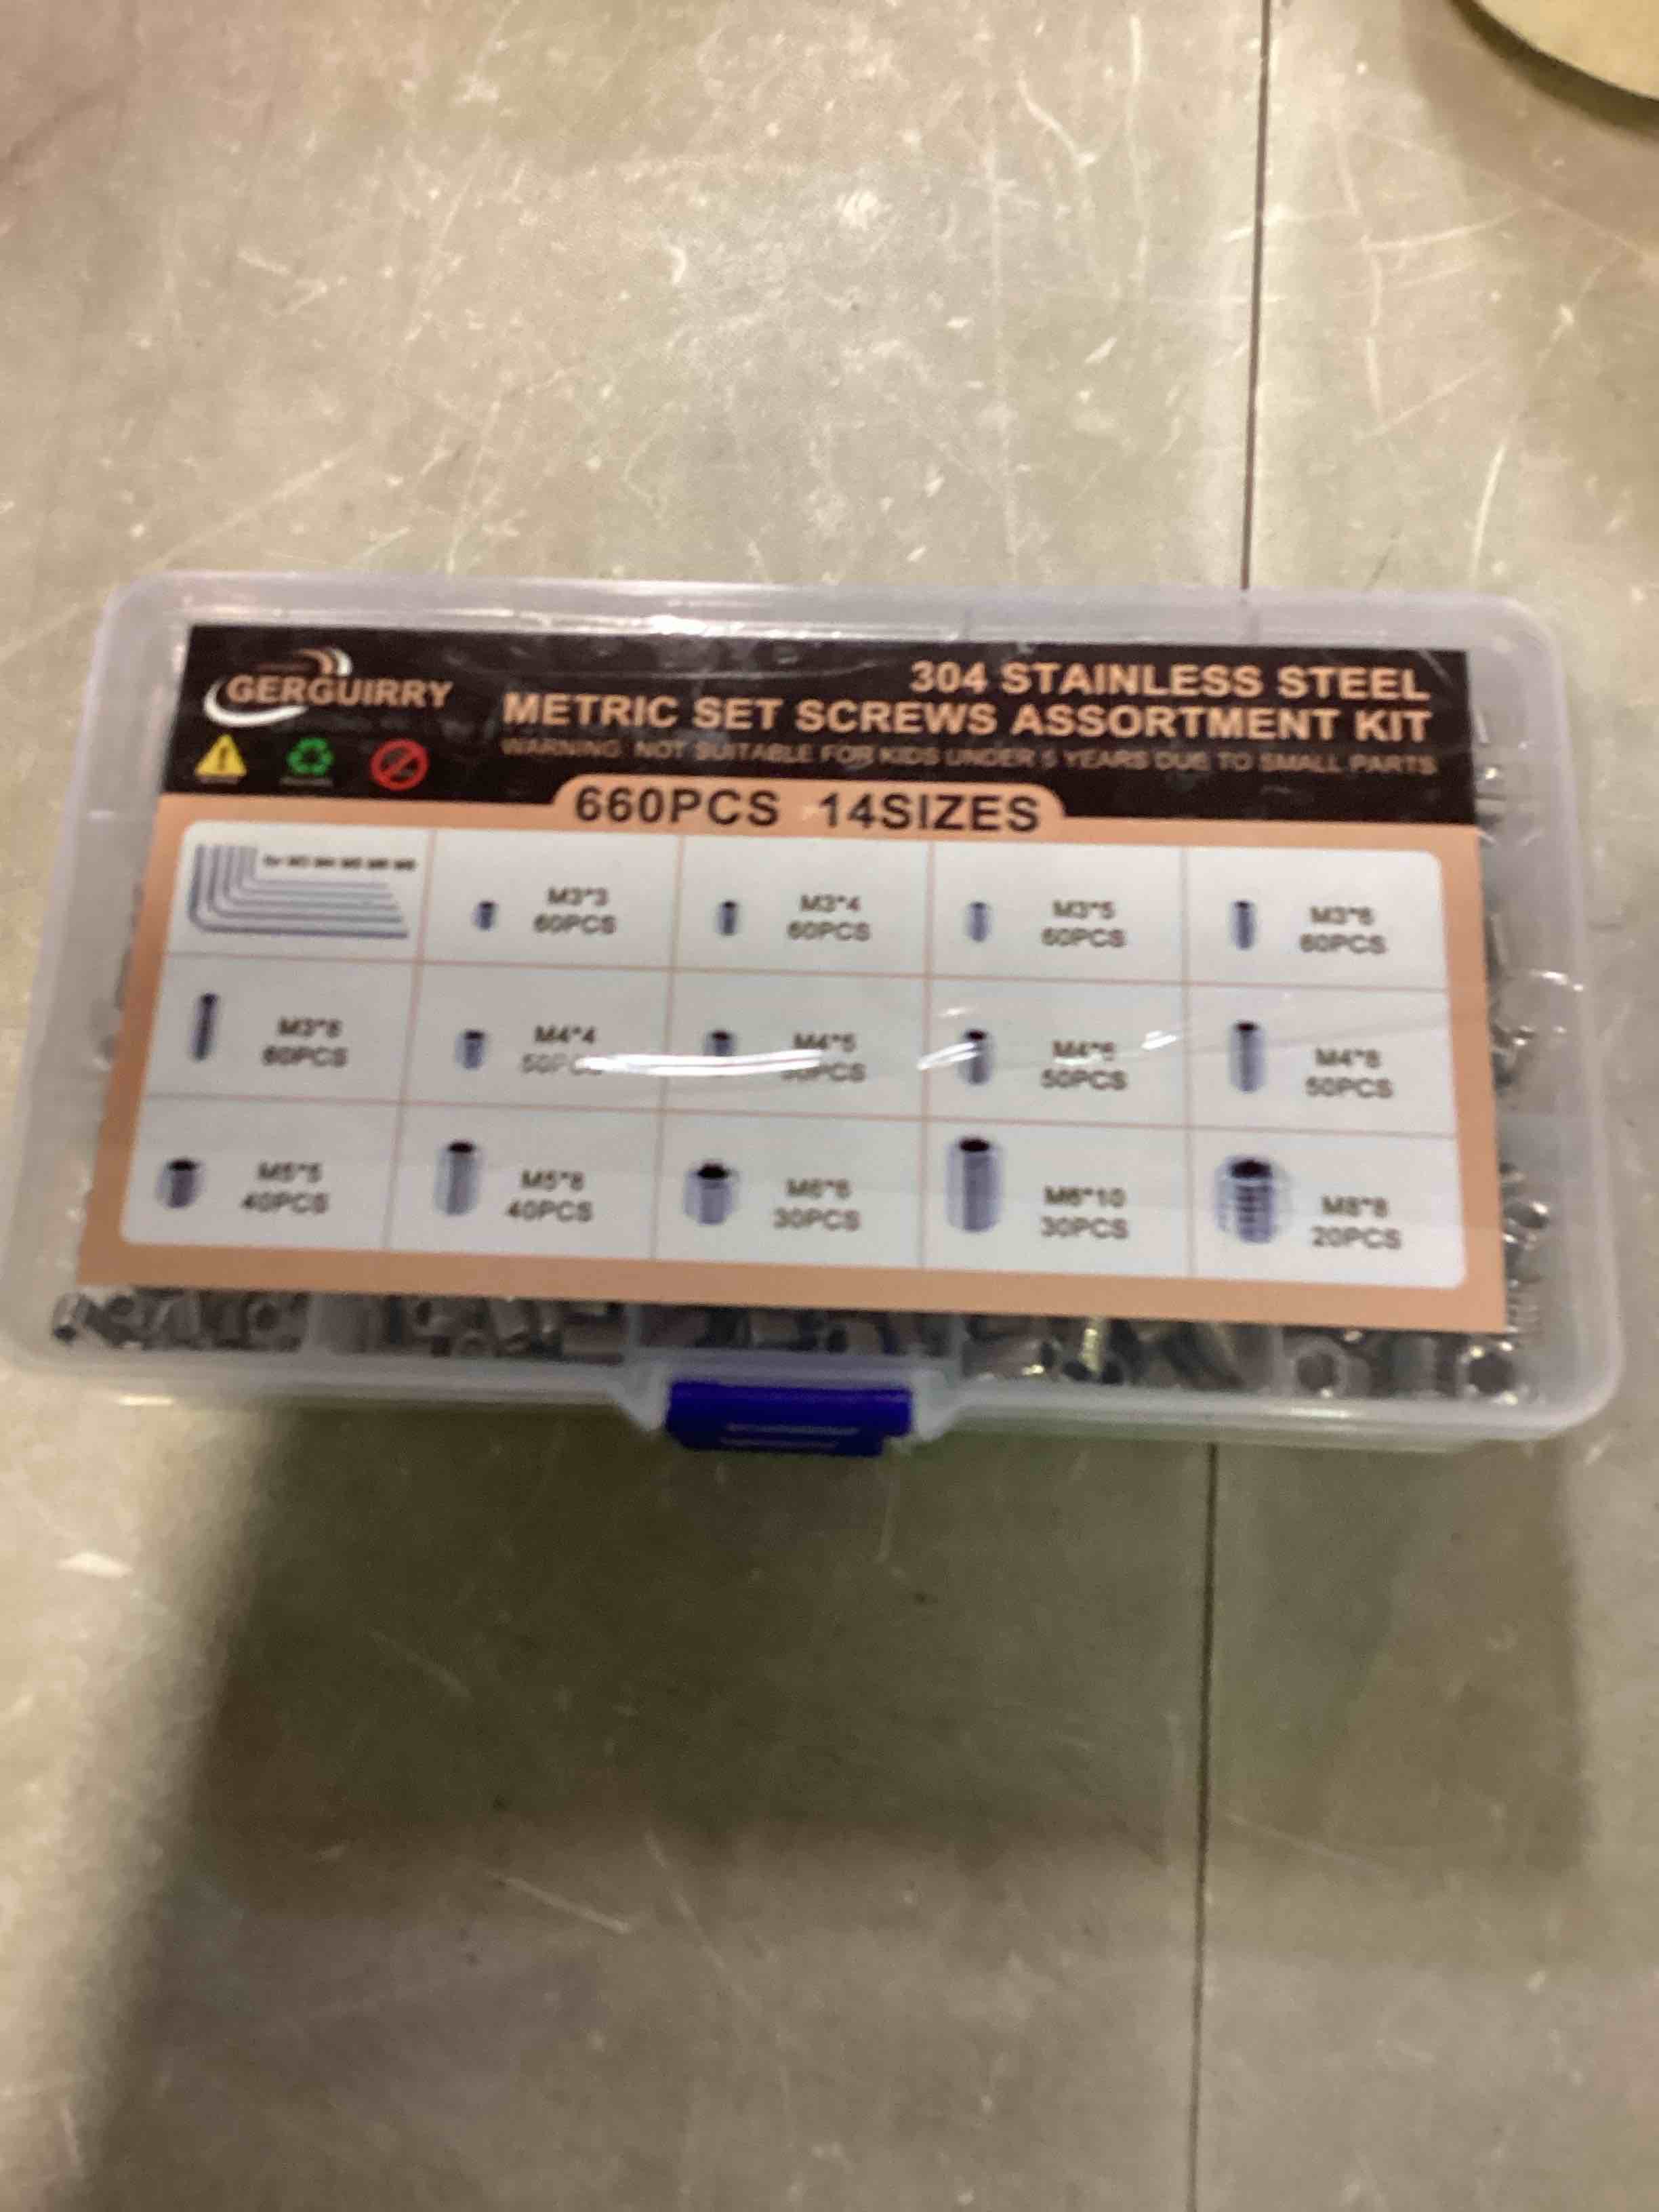 GERGUIRRY
304 STAINLESS STEEL
METRIC SET SCREWS ASSORTMENT KIT
WARNING: NOT SUITABLE FOR KIDS UNDER 5 YEARS DUE TO SMALL PARTS
660PCS 14SIZES
M3*3
60PCS
M3*4
60PCS
M3*5
60PCS
M3*6
60PCS
M3*8
60PCS
M4*4
50PCS
M4*5
M4*6
50PCS
M4*8
50PCS
M5*5
40PCS
M5*8
40PCS
M6*6
30PCS
M6*10
30PCS
M8*8
20PCS